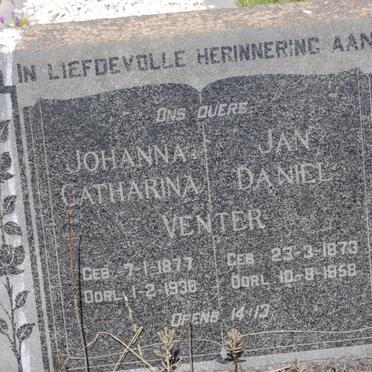 IN LIEFDEVOLLE HERINNERING AAN
ONS OUERS
JOHANNA CATHARINA
JAN DANIEL
VENTER
GEB. 7-1-1877
OORL. 1-2-1938
GEB. 23-3-1873
OORL. 10-8-1958
OPENB. 14:13